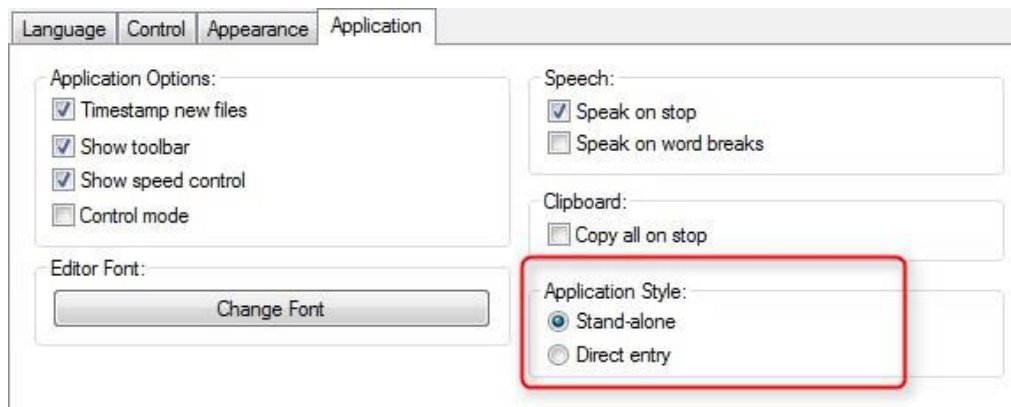 Language Control Appearance Application
Application Options:
Timestamp new files
Show toolbar
Show speed control
Control mode
Editor Font:
Change Font
Speech:
Speak on stop
Speak on word breaks
Clipboard:
Copy all on stop
Application Style:
Stand-alone
Direct entry